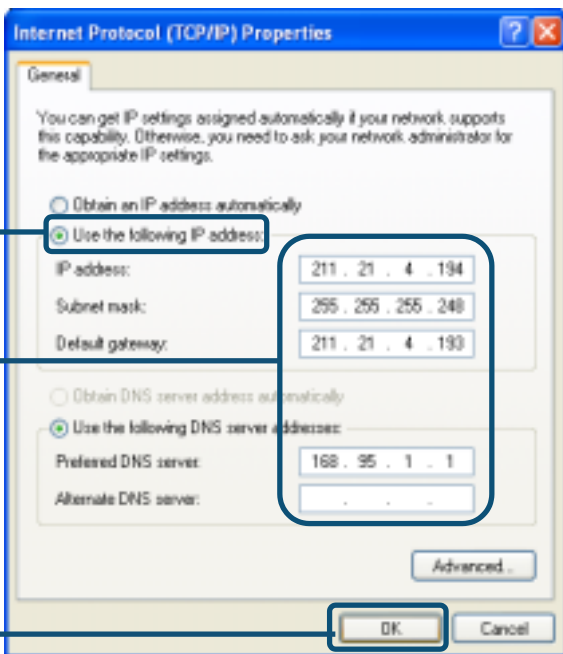 Internet Protocol (TCP/IP) Properties
General
You can get IP settings assigned automatically if your network supports
this capability. Otherwise, you need to ask your network administrator for
the appropriate IP settings.
Obtain an IP address automatically
Use the following IP address:
IP address: 211 . 21 . 4 . 194
Subnet mask: 255 . 255 . 255 . 248
Default gateway: 211 . 21 . 4 . 193
Obtain DNS server address automatically
Use the following DNS server addresses:
Preferred DNS server: 168 . 95 . 1 . 1
Alternate DNS server: . . .
Advanced...
OK Cancel